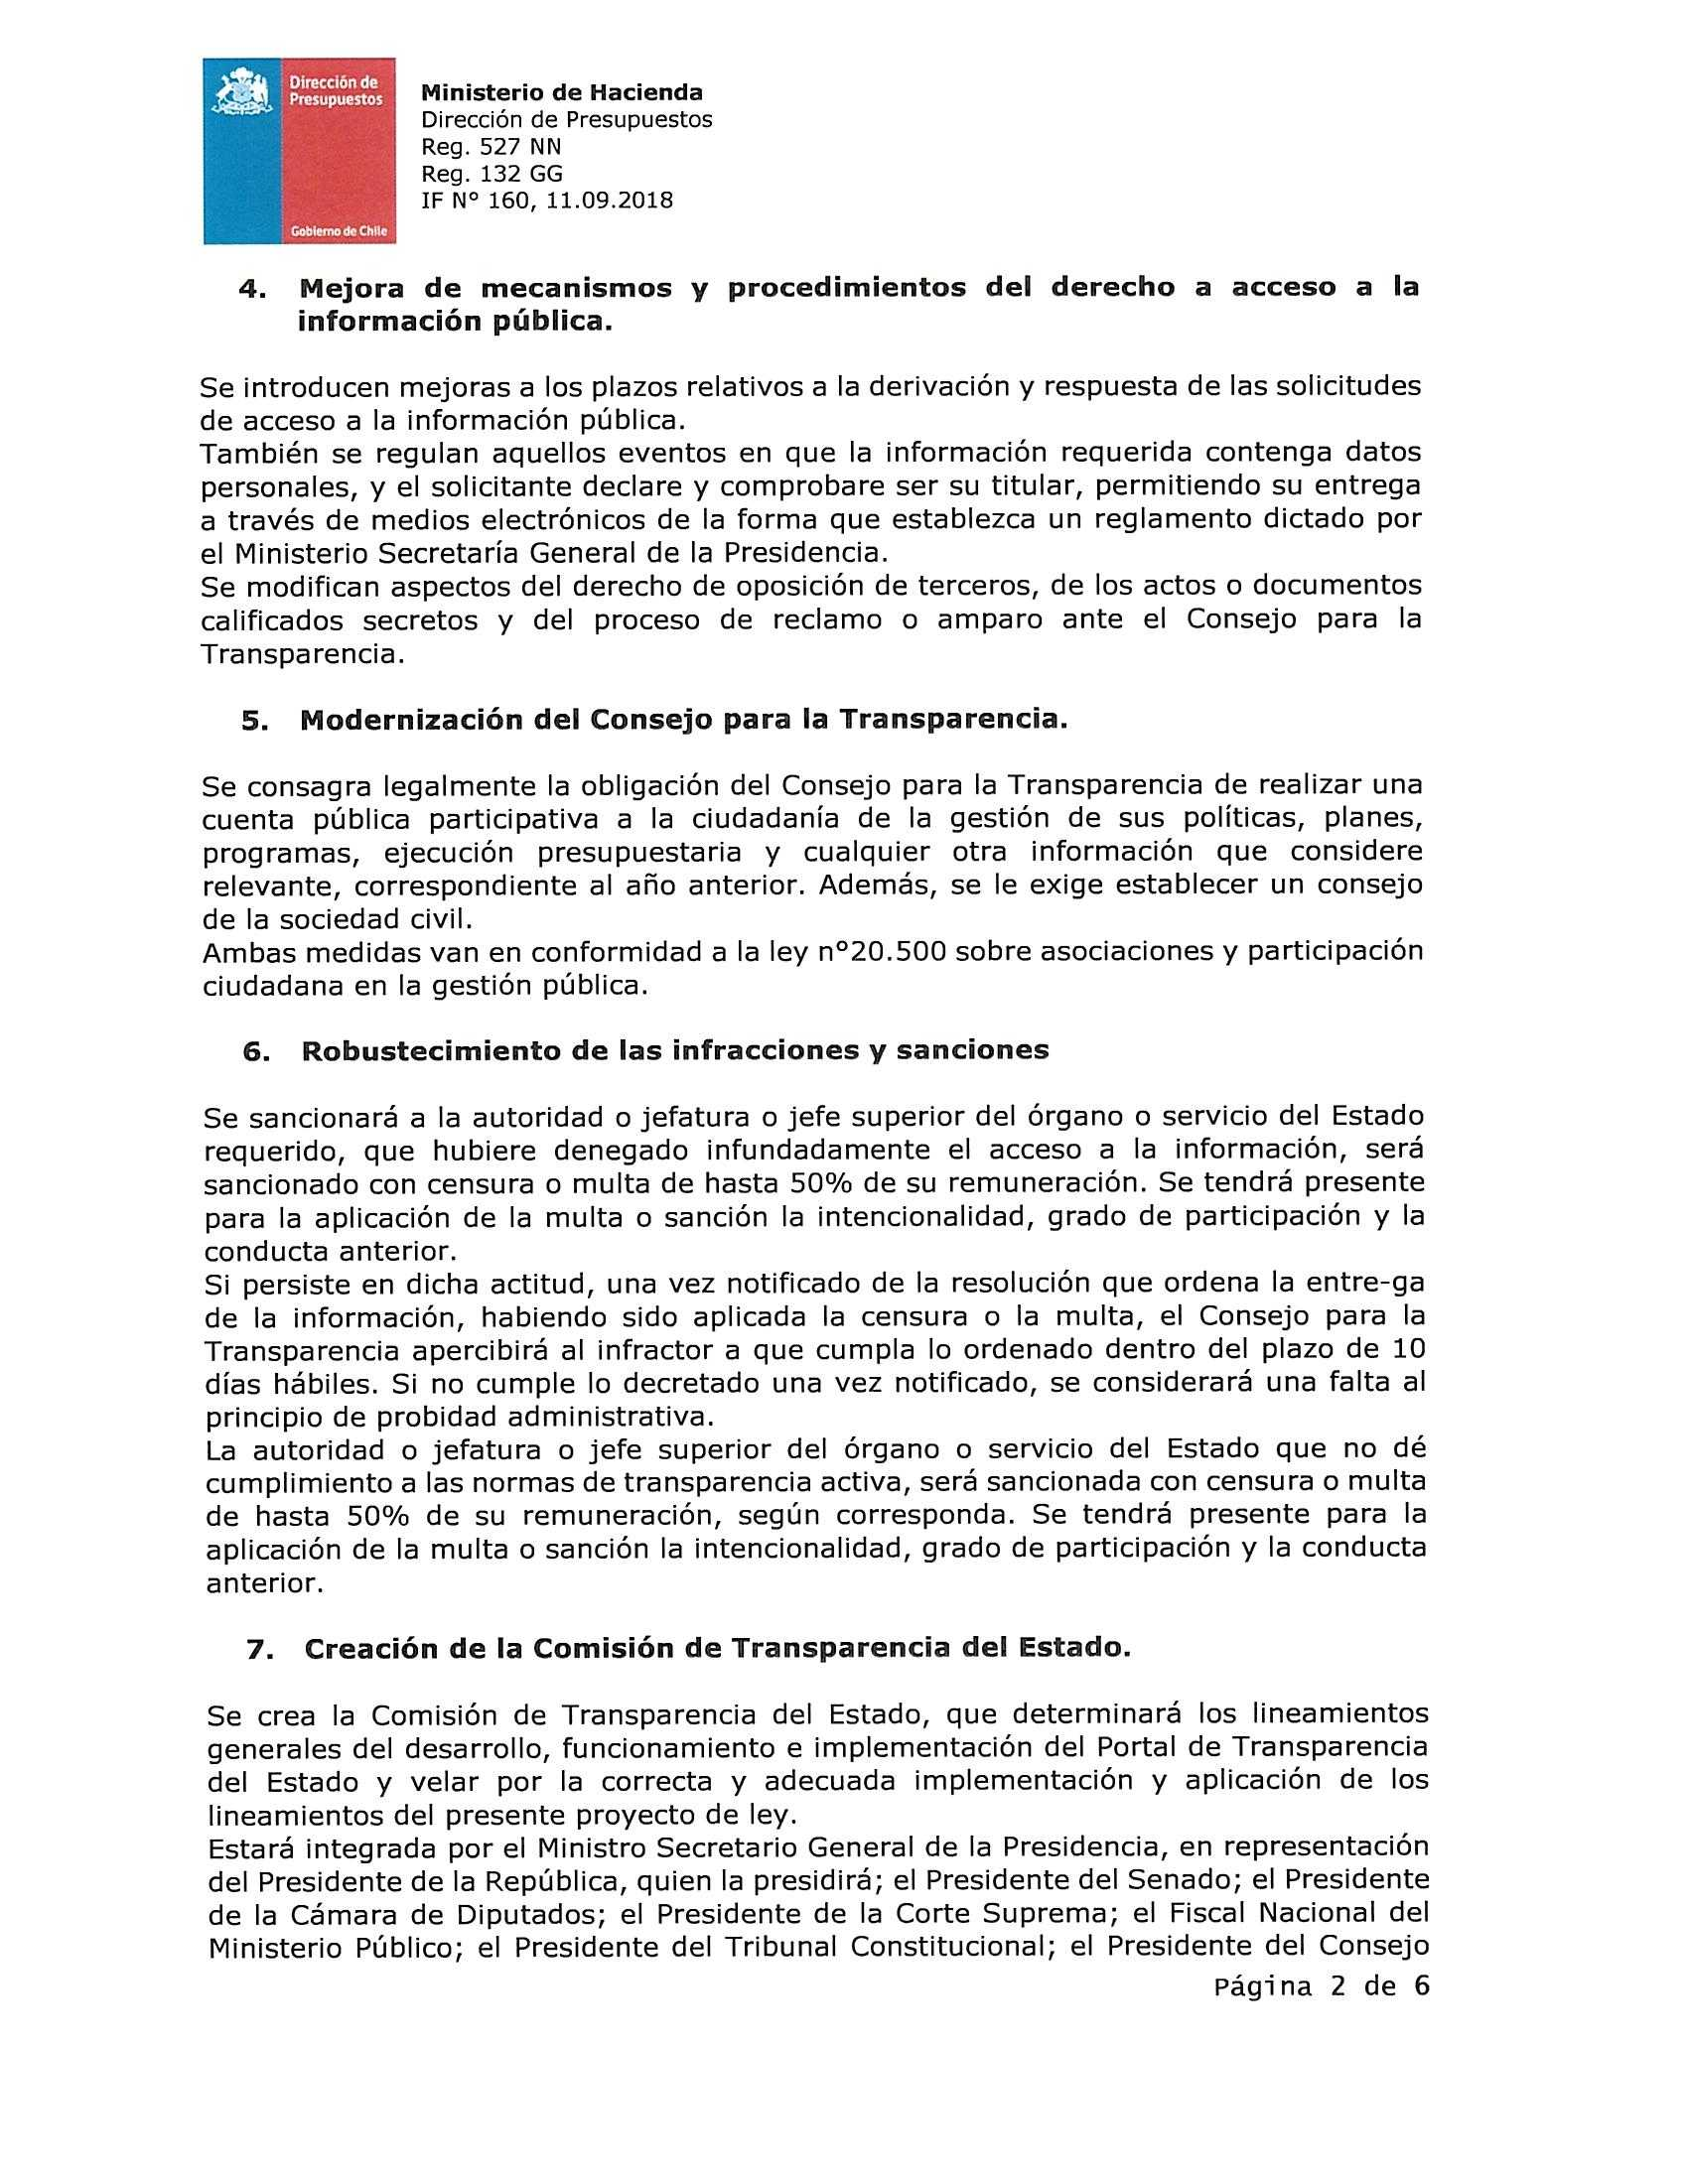 Dirección de
Presupuestos
Gobierno de Chile
Ministerio de Hacienda
Dirección de Presupuestos
Reg. 527 NN
Reg. 132 GG
IF Nº 160, 11.09.2018
4. Mejora de mecanismos y procedimientos del derecho a acceso a la
información pública.
Se introducen mejoras a los plazos relativos a la derivación y respuesta de las solicitudes
de acceso a la información pública.
También se regulan aquellos eventos en que la información requerida contenga datos
personales, y el solicitante declare y comprobare ser su titular, permitiendo su entrega
a través de medios electrónicos de la forma que establezca un reglamento dictado por
el Ministerio Secretaría General de la Presidencia.
Se modifican aspectos del derecho de oposición de terceros, de los actos o documentos
calificados secretos y del proceso de reclamo o amparo ante el Consejo para la
Transparencia.
5. Modernización del Consejo para la Transparencia.
Se consagra legalmente la obligación del Consejo para la Transparencia de realizar una
cuenta pública participativa a la ciudadanía de la gestión de sus políticas, planes,
programas, ejecución presupuestaria y cualquier otra información que considere
relevante, correspondiente al año anterior. Además, se le exige establecer un consejo
de la sociedad civil.
Ambas medidas van en conformidad a la ley nº20.500 sobre asociaciones y participación
ciudadana en la gestión pública.
6. Robustecimiento de las infracciones y sanciones
Se sancionará a la autoridad o jefatura o jefe superior del órgano o servicio del Estado
requerido, que hubiere denegado infundadamente el acceso a la información, será
sancionado con censura o multa de hasta 50% de su remuneración. Se tendrá presente
para la aplicación de la multa o sanción la intencionalidad, grado de participación y la
conducta anterior.
Si persiste en dicha actitud, una vez notificado de la resolución que ordena la entre-ga
de la información, habiendo sido aplicada la censura o la multa, el Consejo para la
Transparencia apercibirá al infractor a que cumpla lo ordenado dentro del plazo de 10
días hábiles. Si no cumple lo decretado una vez notificado, se considerará una falta al
principio de probidad administrativa.
La autoridad o jefatura o jefe superior del órgano o servicio del Estado que no dé
cumplimiento a las normas de transparencia activa, será sancionada con censura o multa
de hasta 50% de su remuneración, según corresponda. Se tendrá presente para la
aplicación de la multa o sanción la intencionalidad, grado de participación y la conducta
anterior.
7. Creación de la Comisión de Transparencia del Estado.
Se crea la Comisión de Transparencia del Estado, que determinará los lineamientos
generales del desarrollo, funcionamiento e implementación del Portal de Transparencia
del Estado y velar por la correcta y adecuada implementación y aplicación de los
lineamientos del presente proyecto de ley.
Estará integrada por el Ministro Secretario General de la Presidencia, en representación
del Presidente de la República, quien la presidirá; el Presidente del Senado; el Presidente
de la Cámara de Diputados; el Presidente de la Corte Suprema; el Fiscal Nacional del
Ministerio Público; el Presidente del Tribunal Constitucional; el Presidente del Consejo
Página 2 de 6